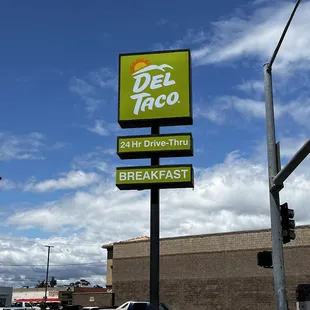 DEL
TACO
24 Hr Drive-Thru
BREAKFAST